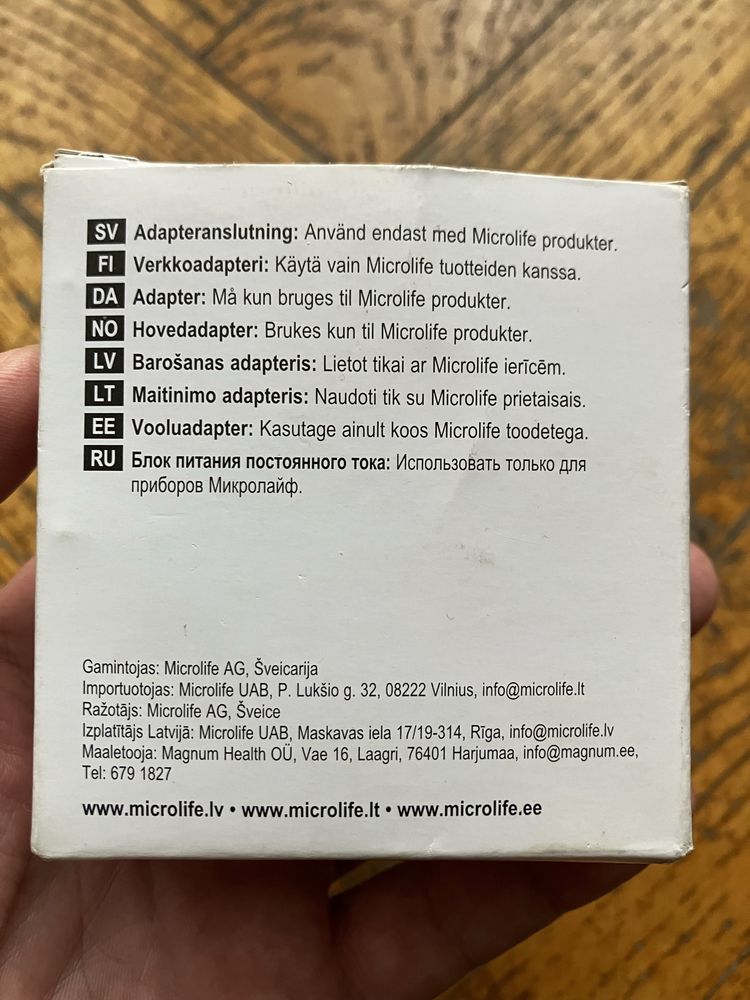 SV Adapteranslutning: Använd endast med Microlife produkter.
FI Verkkoadapteri: Käytä vain Microlife tuotteiden kanssa.
DA Adapter: Må kun bruges til Microlife produkter.
NO Hovedadapter: Brukes kun til Microlife produkter.
LV Barošanas adapteris: Lietot tikai ar Microlife ierīcēm.
LT Maitinimo adapteris: Naudoti tik su Microlife prietaisais.
EE Vooluadapter: Kasutage ainult koos Microlife toodetega.
RU Блок питания постоянного тока: Использовать только для
приборов Микролайф.
Gamintojas: Microlife AG, Šveicarija
Importuotojas: Microlife UAB, P. Lukšio g. 32, 08222 Vilnius, info@microlife.lt
Ražotājs: Microlife AG, Šveice
Izplatītājs Latvijā: Microlife UAB, Maskavas iela 17/19-314, Rīga, info@microlife.lv
Maaletooja: Magnum Health OÜ, Vae 16, Laagri, 76401 Harjumaa, info@magnum.ee,
Tel: 679 1827
www.microlife.lv • www.microlife.lt • www.microlife.ee